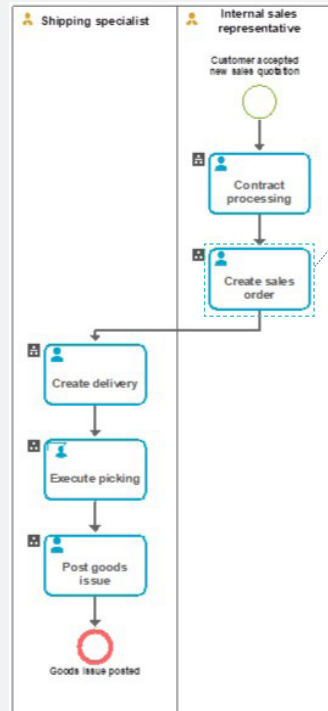 Shipping specialist
Internal sales
representative
Customer accepted
new sales quotation
Contract
processing
Create sales
order
Create delivery
Execute picking
Post goods
issue
Goods issue posted